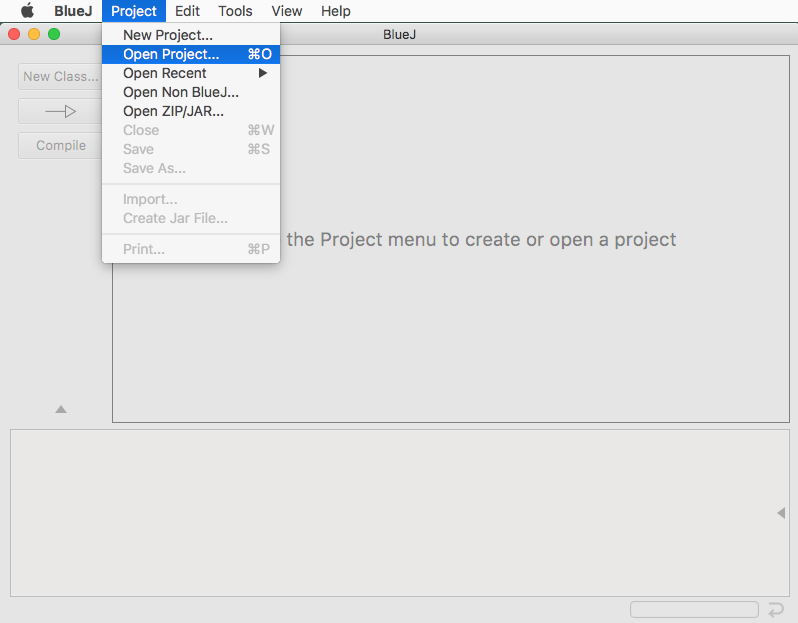 BlueJ Project Edit Tools View Help
BlueJ
New Project...
Open Project... ⌘O
Open Recent ▶
Open Non BlueJ...
Open ZIP/JAR...
Close ⌘W
Save ⌘S
Save As...
Import...
Create Jar File...
Print... ⌘P
New Class...
Compile
the Project menu to create or open a project